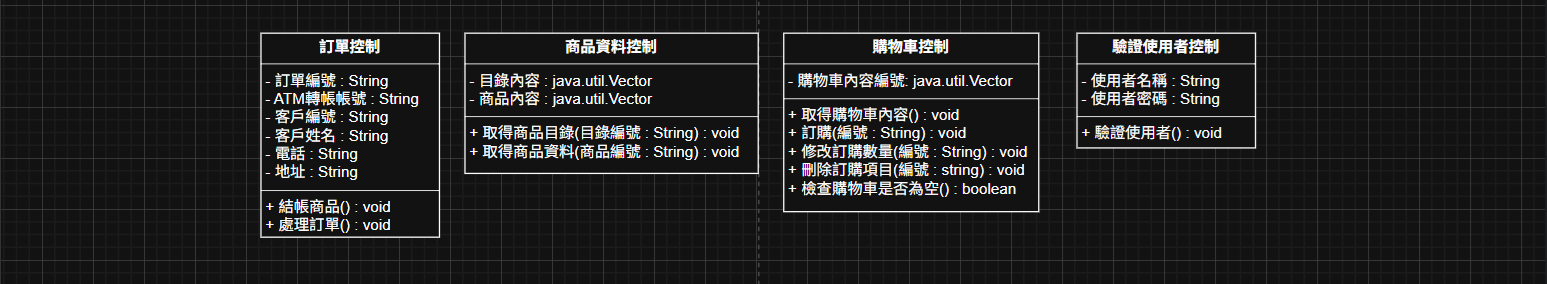 訂單控制
- 訂單編號 : String
- ATM轉帳帳號 : String
- 客戶編號 : String
- 客戶姓名 : String
- 電話 : String
- 地址 : String
+ 結帳商品() : void
+ 處理訂單() : void
商品資料控制
- 目錄內容 : java.util.Vector
- 商品內容 : java.util.Vector
+ 取得商品目錄(目錄編號 : String) : void
+ 取得商品資料(商品編號 : String) : void
購物車控制
- 購物車內容編號: java.util.Vector
+ 取得購物車內容() : void
+ 訂購(編號 : String) : void
+ 修改訂購數量(編號 : String) : void
+ 刪除訂購項目(編號 : string) : void
+ 檢查購物車是否為空() : boolean
驗證使用者控制
- 使用者名稱 : String
- 使用者密碼 : String
+ 驗證使用者() : void